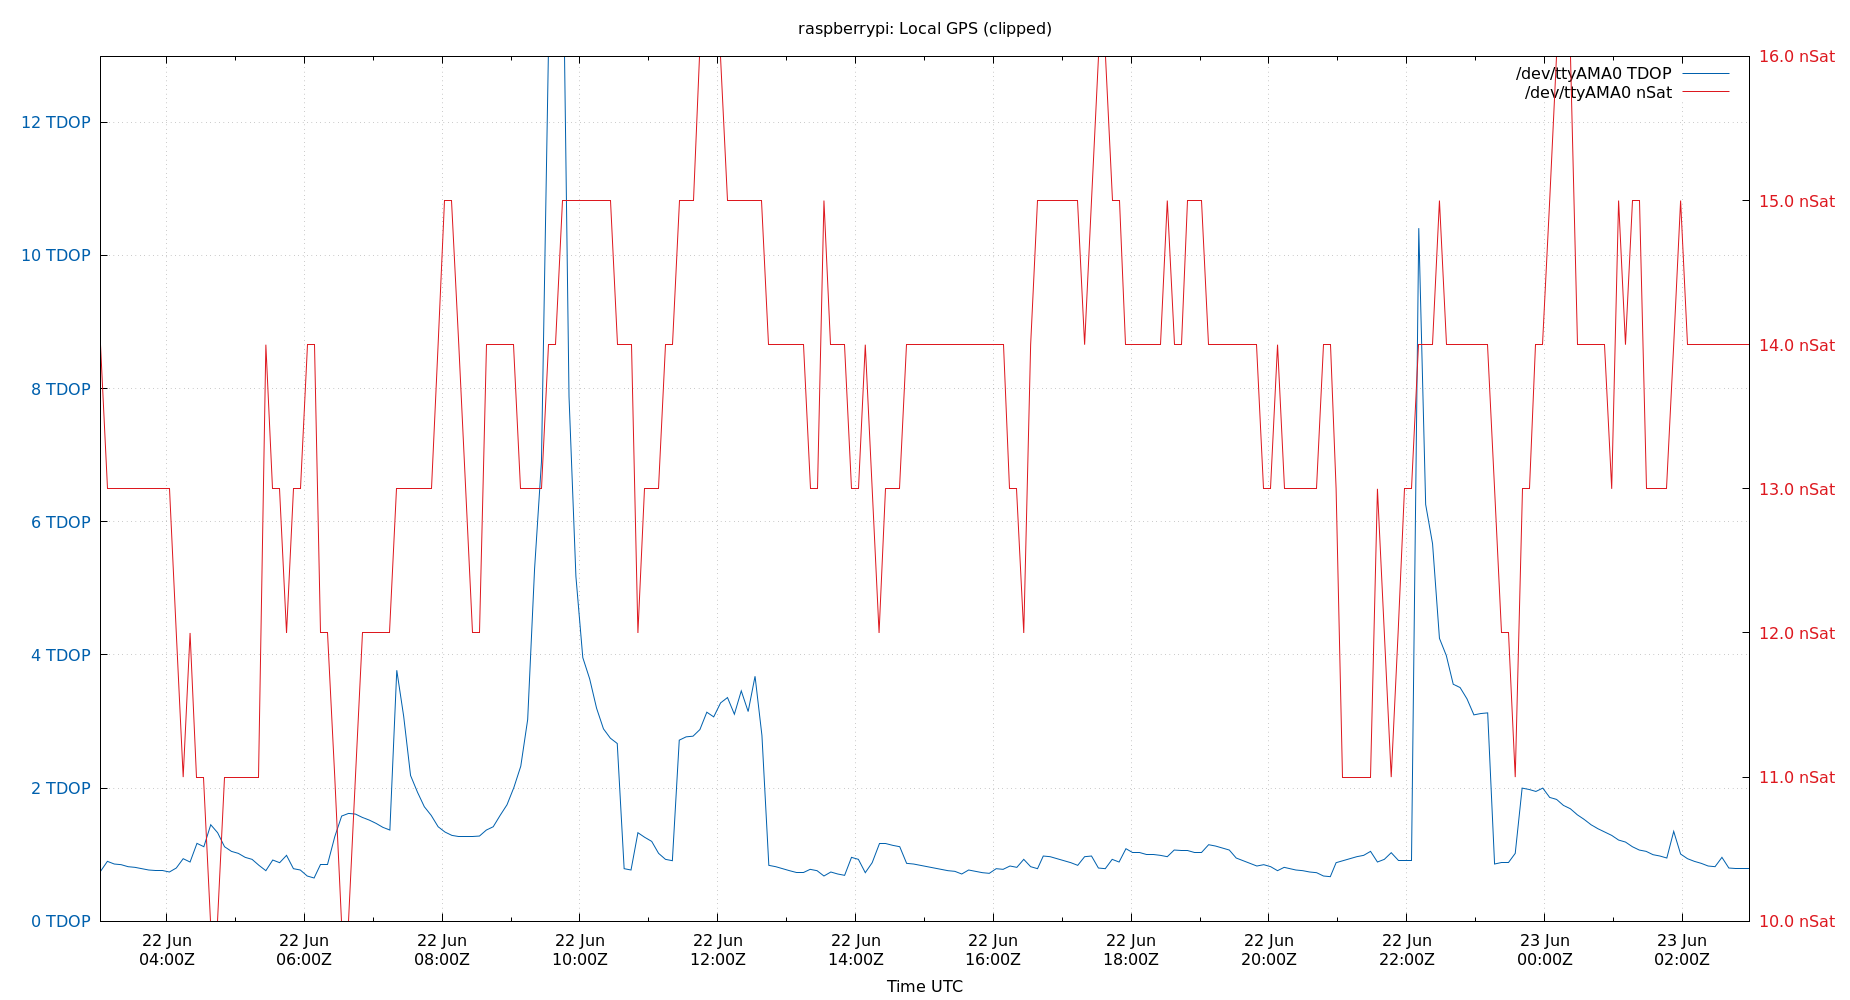 raspberrypi: Local GPS (clipped)
/dev/ttyAMA0 TDOP
/dev/ttyAMA0 nSat
12 TDOP
10 TDOP
8 TDOP
6 TDOP
4 TDOP
2 TDOP
0 TDOP
16.0 nSat
15.0 nSat
14.0 nSat
13.0 nSat
12.0 nSat
11.0 nSat
10.0 nSat
22 Jun 22 Jun 22 Jun 22 Jun 22 Jun 22 Jun 22 Jun 22 Jun 22 Jun 22 Jun 23 Jun 23 Jun
04:00Z 06:00Z 08:00Z 10:00Z 12:00Z 14:00Z 16:00Z 18:00Z 20:00Z 22:00Z 00:00Z 02:00Z
Time UTC